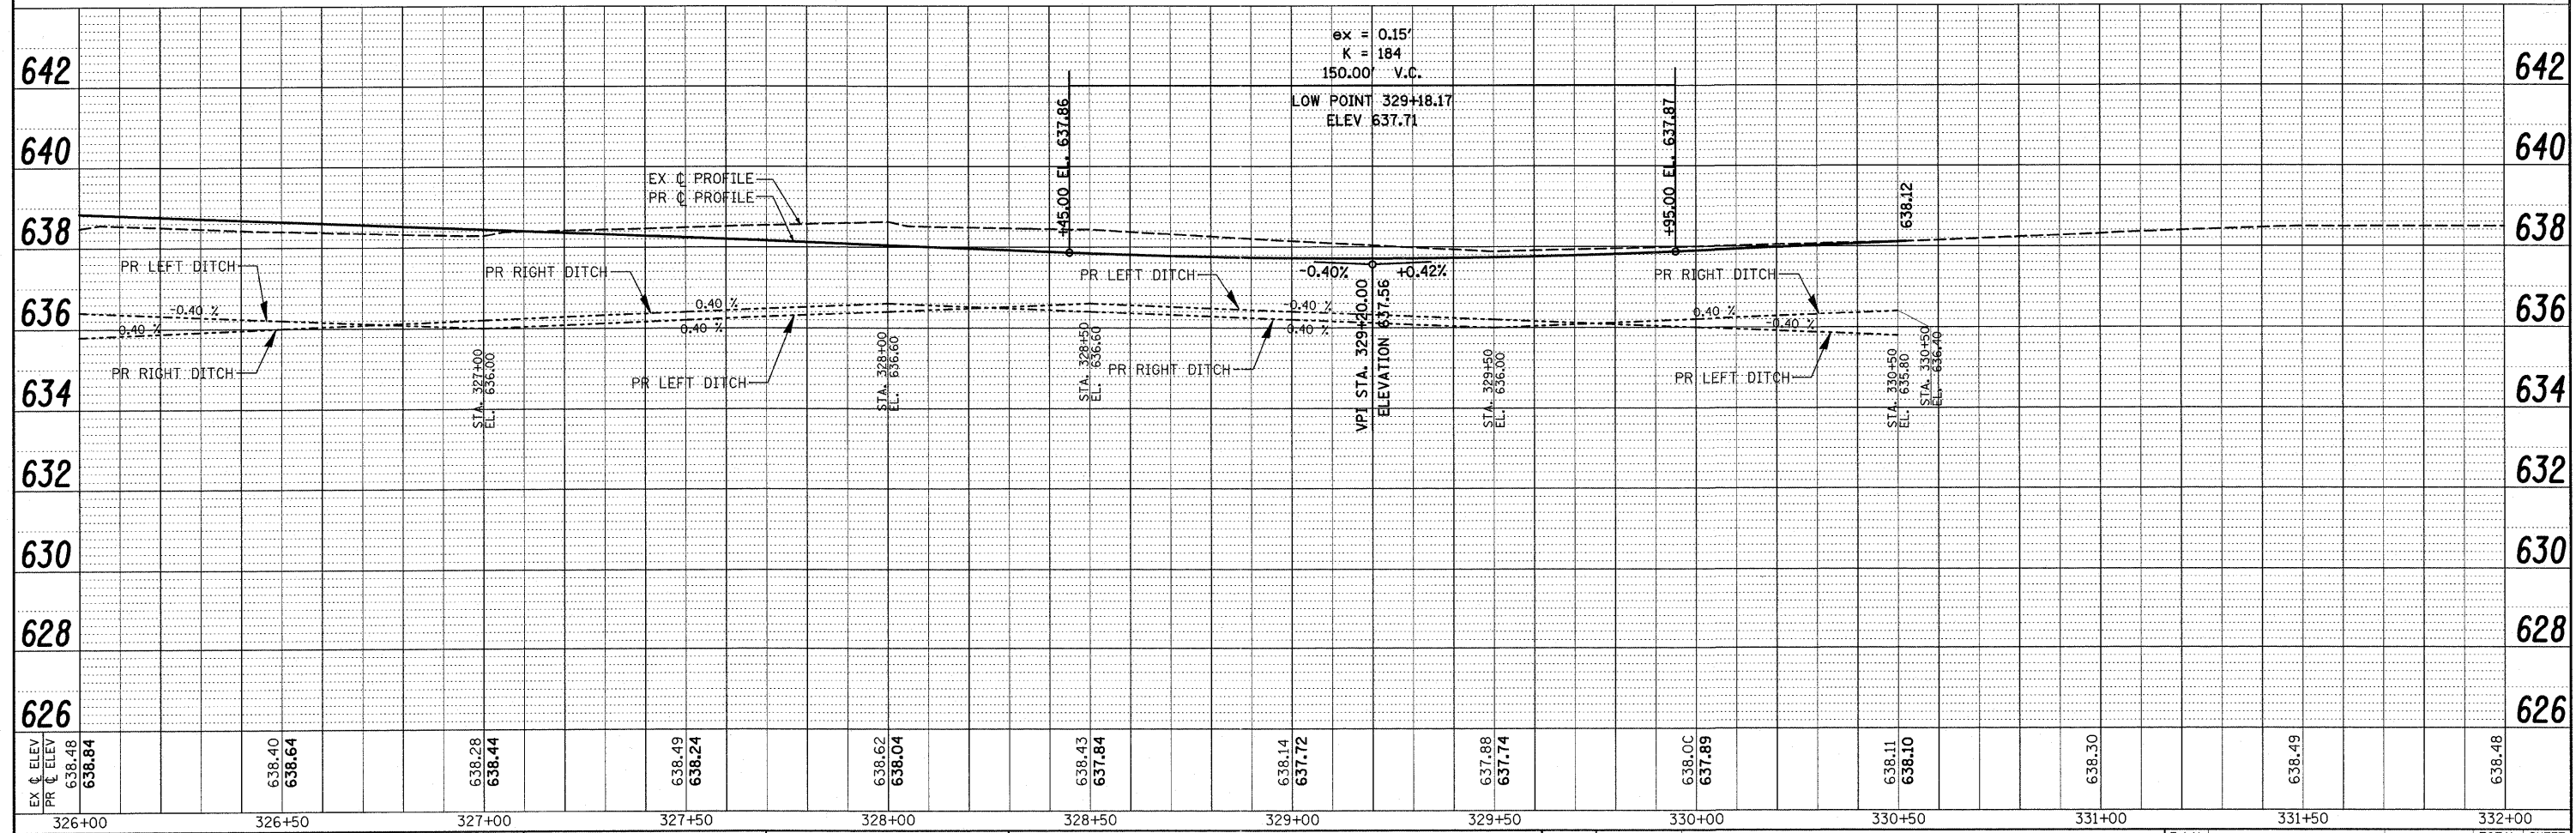 ex = 0.15'
K = 184
150.00' V.C.
LOW POINT 329+18.17
ELEV 637.71
642
642
640
640
638
638
636
636
634
634
632
632
630
630
628
628
626
626
+45.00 EL. 637.86
+95.00 EL. 637.87
638.12
EX ℄ PROFILE
PR ℄ PROFILE
PR LEFT DITCH
-0.40 %
0.40 %
PR RIGHT DITCH
PR RIGHT DITCH
0.40 %
0.40 %
PR LEFT DITCH
PR LEFT DITCH
-0.40 %
0.40 %
PR RIGHT DITCH
-0.40%
+0.42%
VPI STA. 329+20.00
ELEVATION 637.56
PR RIGHT DITCH
0.40 %
-0.40 %
PR LEFT DITCH
STA. 327+00
EL. 636.00
STA. 328+00
EL. 636.60
STA. 328+50
EL. 636.60
STA. 329+50
EL. 636.00
STA. 330+50
EL. 635.80
STA. 330+50
EL. 636.40
EX ℄ ELEV
PR ℄ ELEV
638.48
638.84
638.40
638.64
638.28
638.44
638.49
638.24
638.62
638.04
638.43
637.84
638.14
637.72
637.88
637.74
638.00
637.89
638.11
638.10
638.30
638.49
638.48
326+00
326+50
327+00
327+50
328+00
328+50
329+00
329+50
330+00
330+50
331+00
331+50
332+00